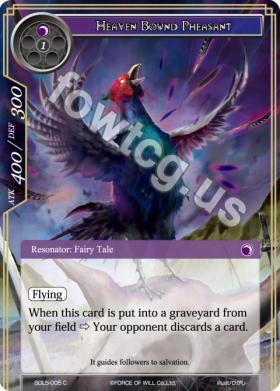 Heaven Bound Pheasant
1
ATK 400 / DEF 300
fowtcg.us
Resonator: Fairy Tale
Flying
When this card is put into a graveyard from
your field ⇨ Your opponent discards a card.
It guides followers to salvation.
SDL5-005 C ©FORCE OF WILL Co.,Ltd.